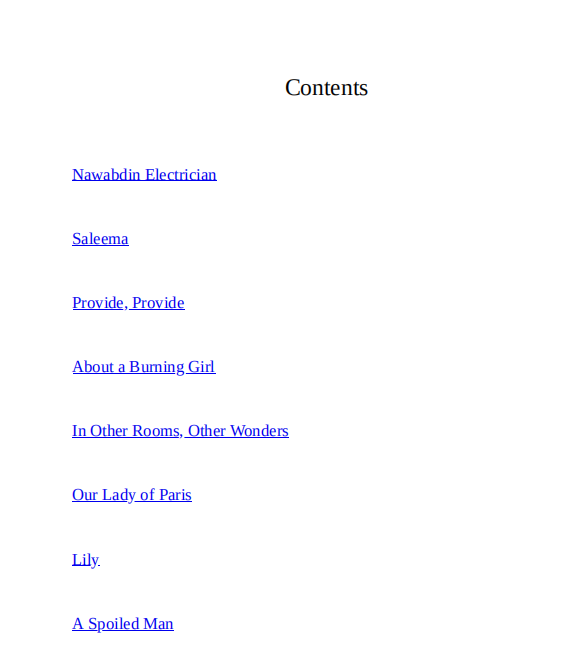 Contents
Nawabdin Electrician
Saleema
Provide, Provide
About a Burning Girl
In Other Rooms, Other Wonders
Our Lady of Paris
Lily
A Spoiled Man